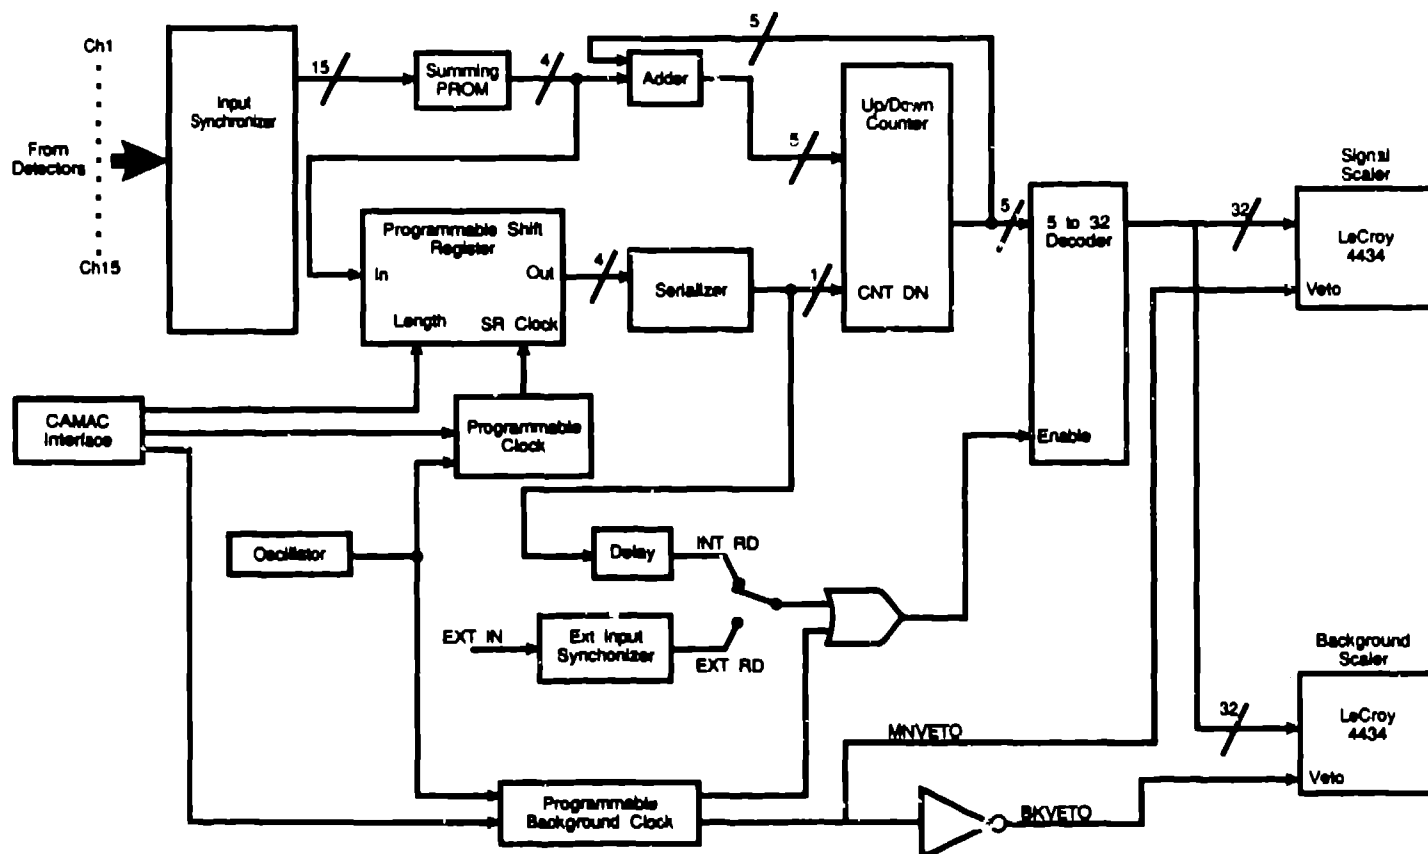 Ch1
From
Detectors
Ch15
Input
Synchronizer
15
Summing
PROM
4
5
Adder
5
Up/Down
Counter
CNT DN
Programmable Shift
Register
In
Out
Length
SR Clock
4
Serializer
1
5
5 to 32
Decoder
Enable
32
Signal
Scaler
LeCroy
4434
Veto
CAMAC
Interface
Programmable
Clock
Oscillator
Delay
INT RD
EXT IN
Ext Input
Synchonizer
EXT RD
MNVETO
Programmable
Background Clock
BKVETO
32
Background
Scaler
LeCroy
4434
Veto